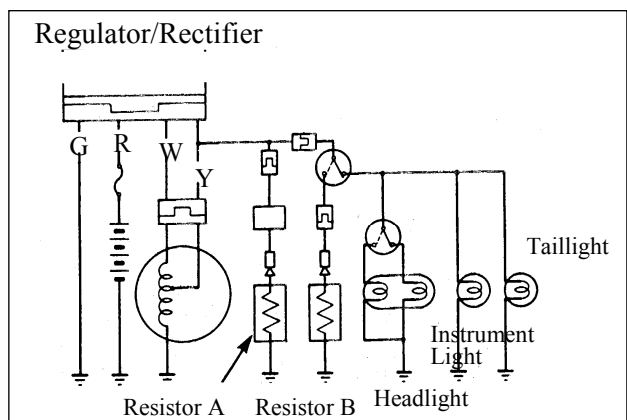 Regulator/Rectifier
G R W
Y
Taillight
Instrument
Light
Headlight
Resistor A Resistor B